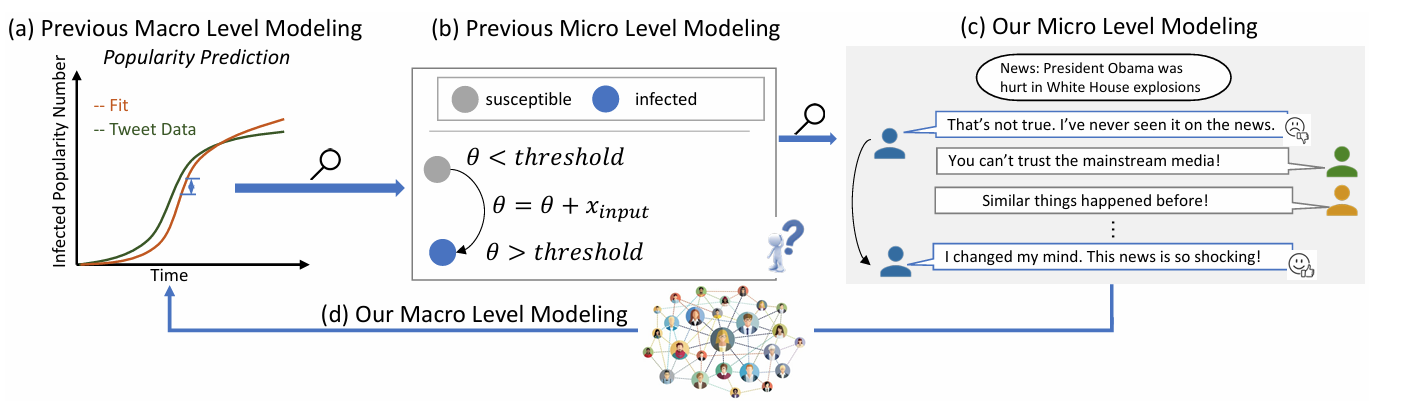 (a) Previous Macro Level Modeling
Popularity Prediction
Infected Popularity Number
-- Fit
-- Tweet Data
Time
(b) Previous Micro Level Modeling
susceptible
infected
θ < threshold
θ = θ + x_input
θ > threshold
?
(c) Our Micro Level Modeling
News: President Obama was
hurt in White House explosions
That's not true. I've never seen it on the news.
You can't trust the mainstream media!
Similar things happened before!
⋮
I changed my mind. This news is so shocking!
(d) Our Macro Level Modeling